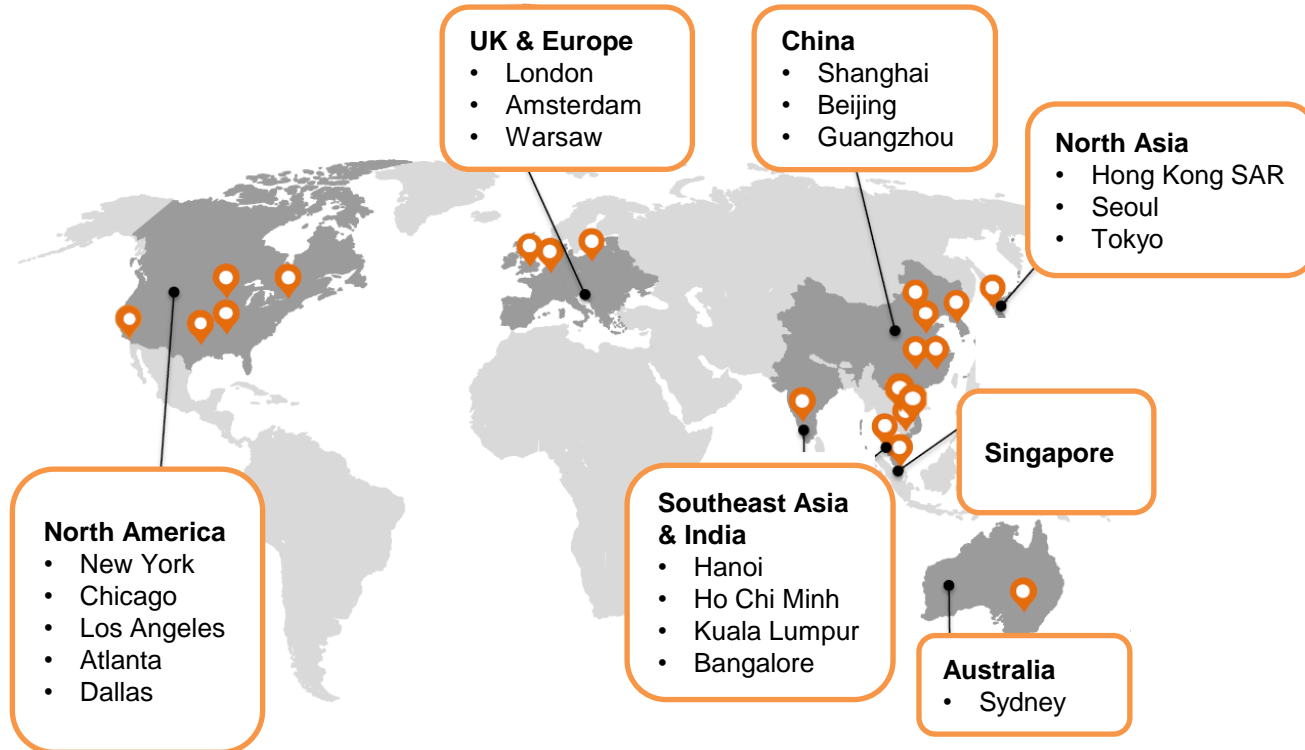 UK & Europe
• London
• Amsterdam
• Warsaw
China
• Shanghai
• Beijing
• Guangzhou
North Asia
• Hong Kong SAR
• Seoul
• Tokyo
Singapore
North America
• New York
• Chicago
• Los Angeles
• Atlanta
• Dallas
Southeast Asia
& India
• Hanoi
• Ho Chi Minh
• Kuala Lumpur
• Bangalore
Australia
• Sydney